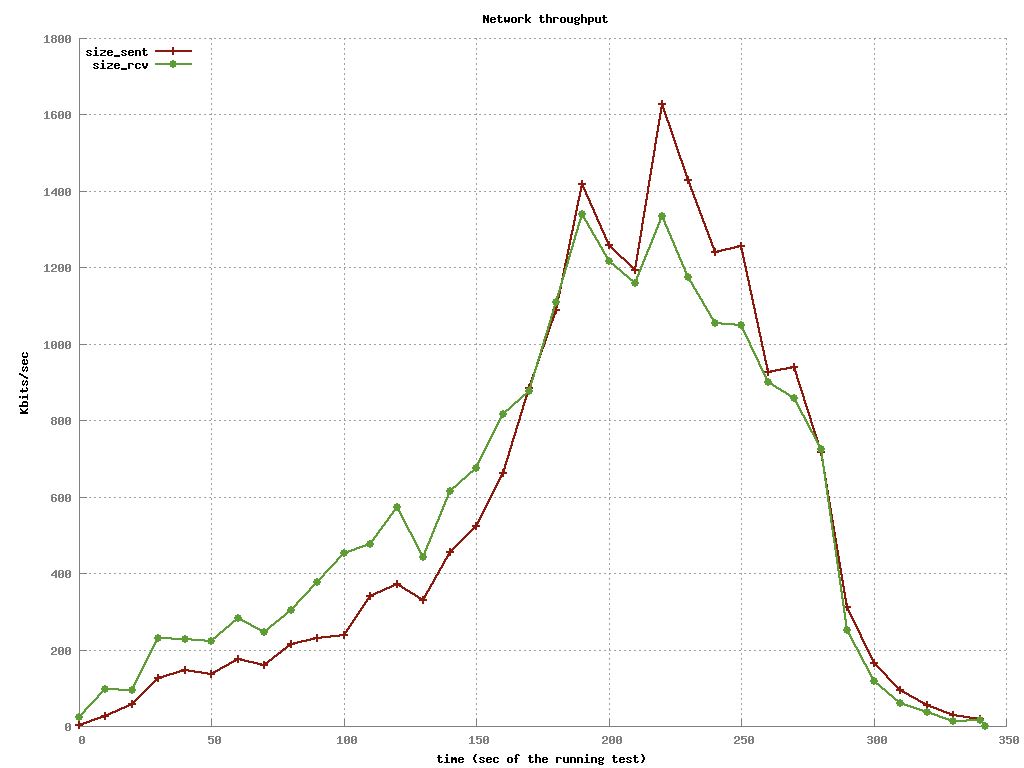 Network throughput
size_sent
size_rcv
1800
1600
1400
1200
1000
800
600
400
200
0
Kbits/sec
0 50 100 150 200 250 300 350
time (sec of the running test)